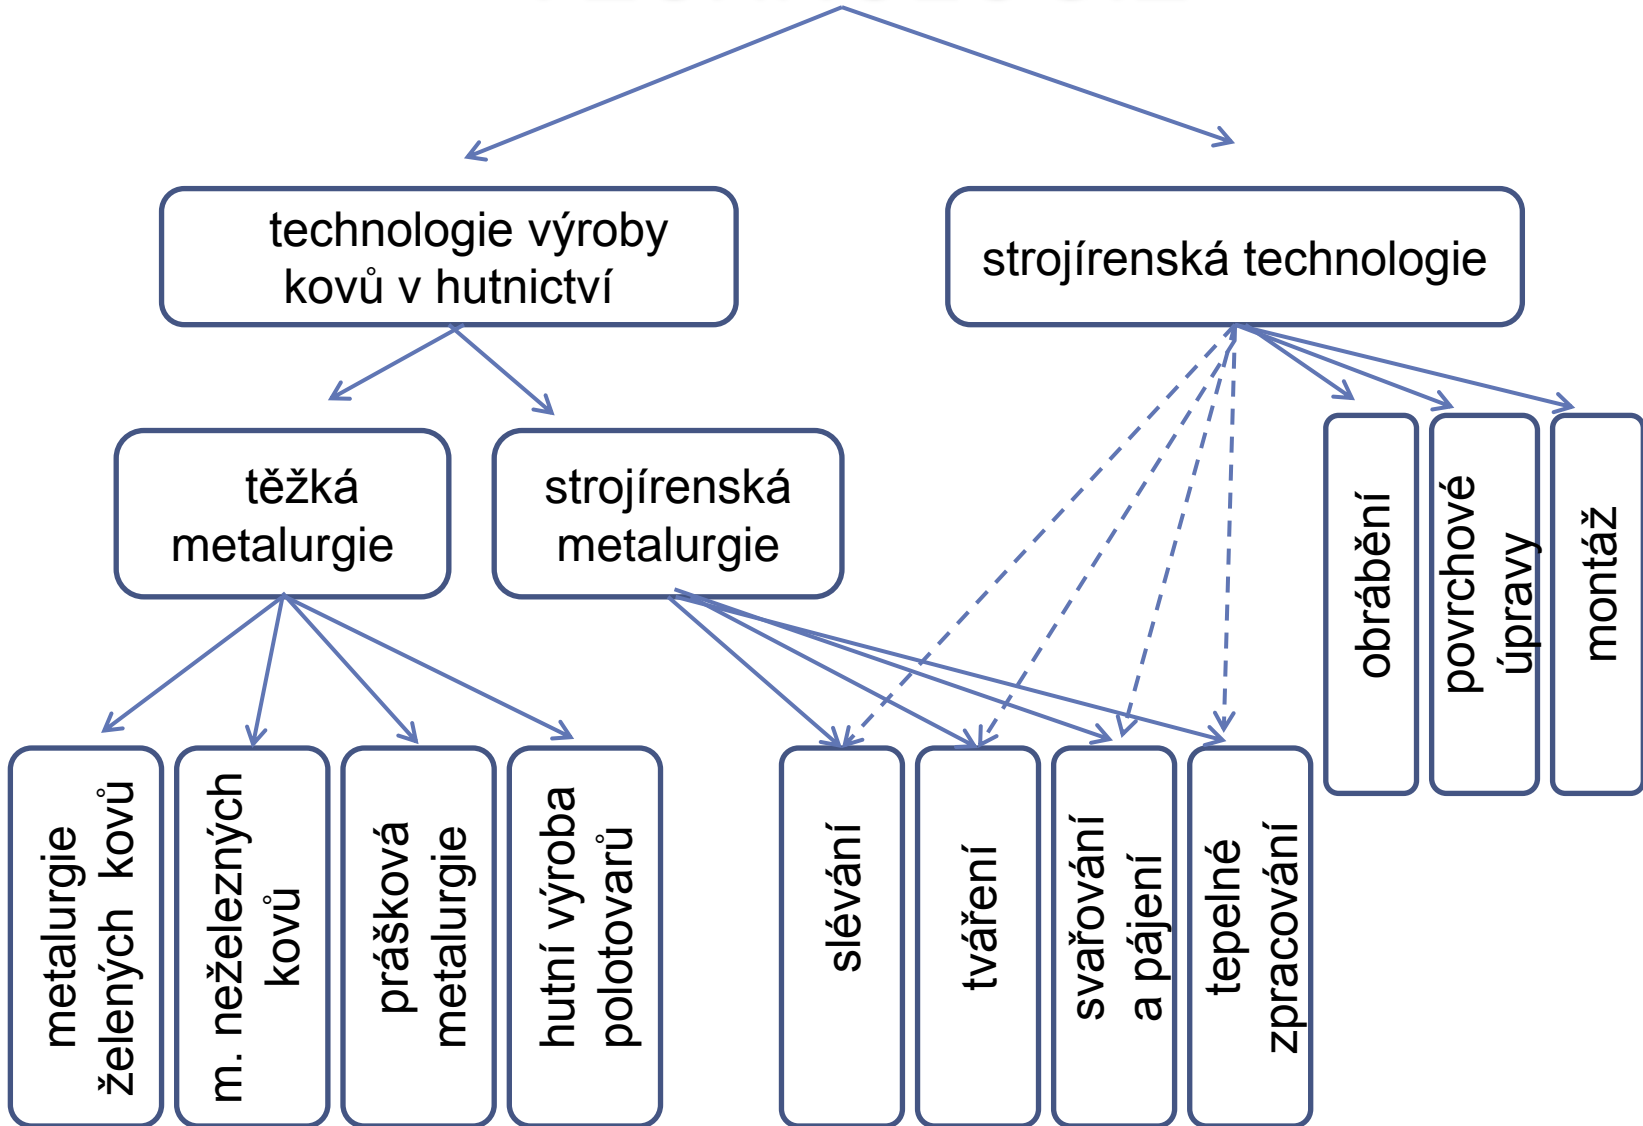 technologie výroby
kovů v hutnictví
strojírenská technologie
těžká
metalurgie
strojírenská
metalurgie
obrábění
povrchové
úpravy
montáž
metalurgie
želených kovů
m. neželezných
kovů
prášková
metalurgie
hutní výroba
polotovarů
slévání
tváření
svařování
a pájení
tepelné
zpracování